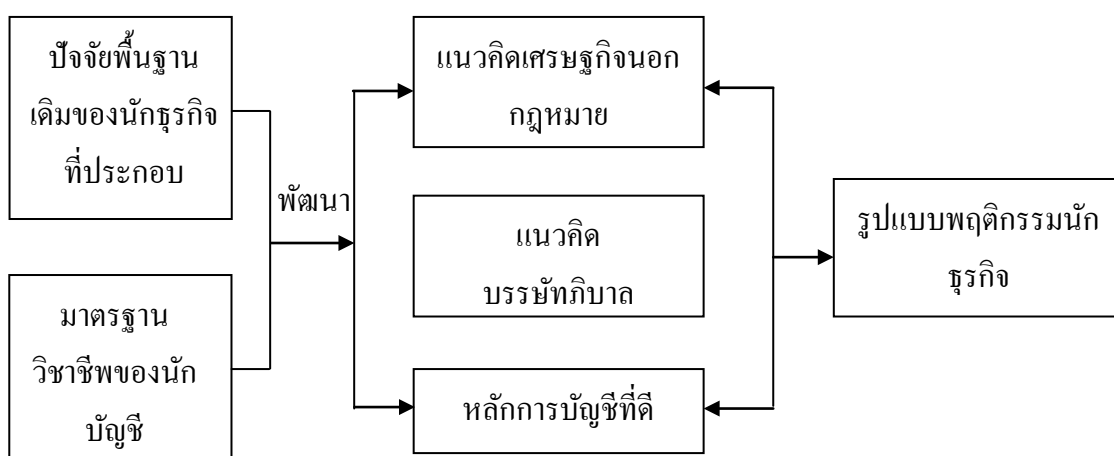 ปัจจัยพื้นฐาน
เดิมของนักธุรกิจ
ที่ประกอบ
มาตรฐาน
วิชาชีพของนัก
บัญชี
พัฒนา
แนวคิดเศรษฐกิจนอก
กฎหมาย
แนวคิด
บรรษัทภิบาล
หลักการบัญชีที่ดี
รูปแบบพฤติกรรมนัก
ธุรกิจ